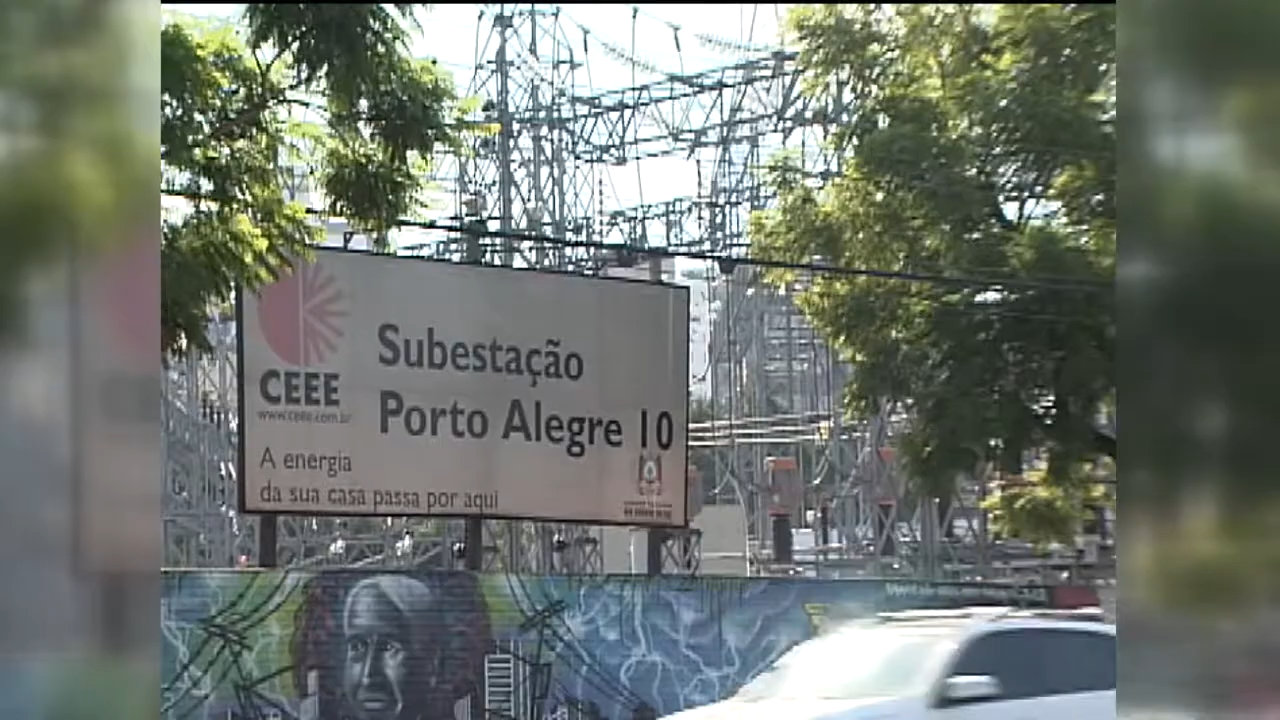 CEEE
www.ceee.com.br
Subestação
Porto Alegre 10
A energia
da sua casa passa por aqui